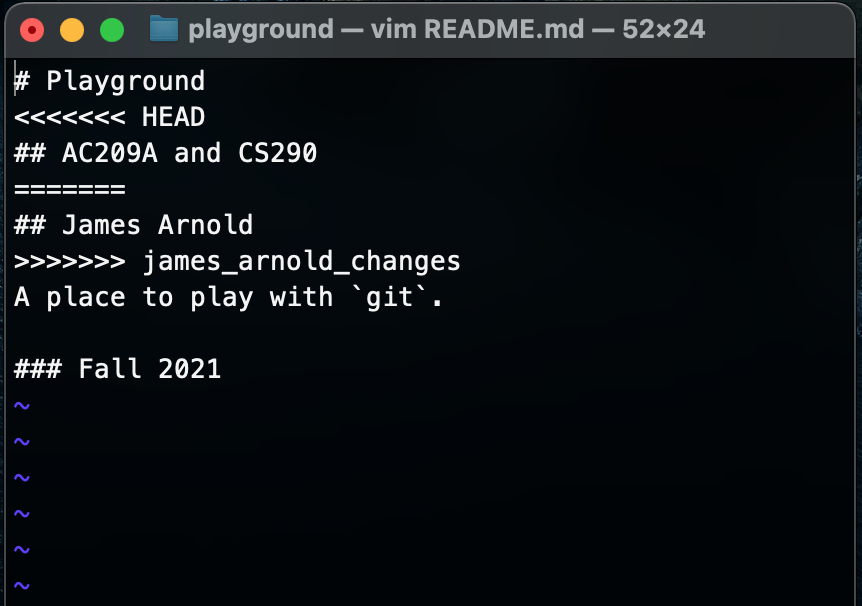 playground — vim README.md — 52×24
# Playground
<<<<<<< HEAD
## AC209A and CS290
=======
## James Arnold
>>>>>>> james_arnold_changes
A place to play with `git`.
### Fall 2021
~
~
~
~
~
~